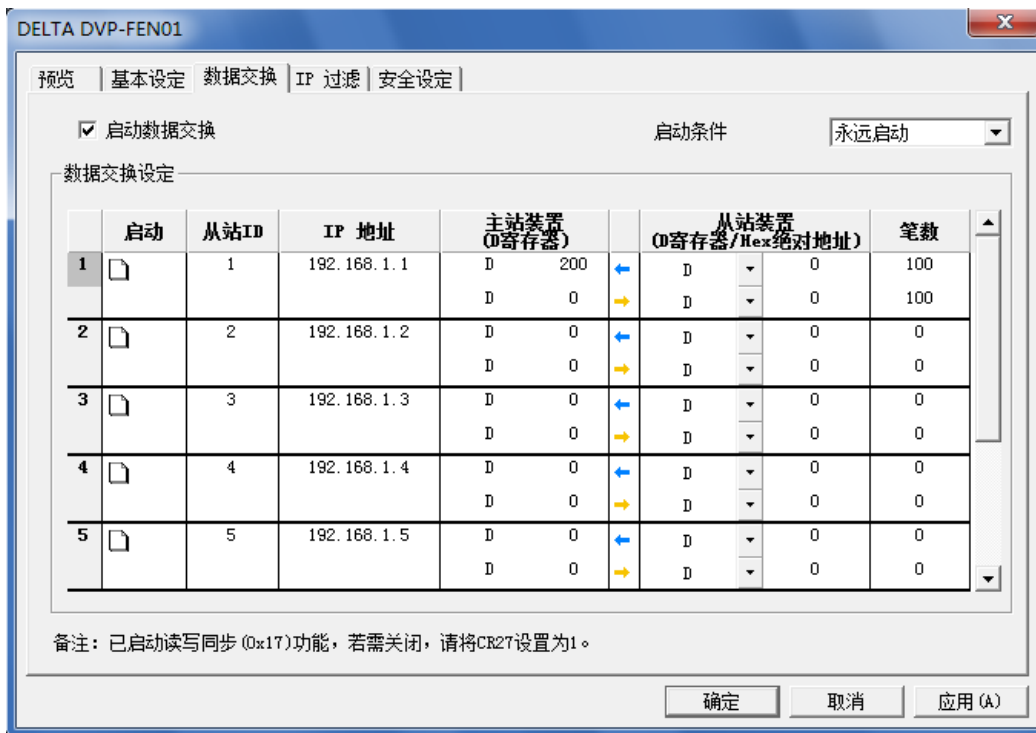 DELTA DVP-FEN01
预览 基本设定 数据交换 IP 过滤 安全设定
启动数据交换 启动条件 永远启动
数据交换设定
启动 从站ID IP 地址 主站装置 (D寄存器) 从站装置 (D寄存器/Hex绝对地址) 笔数
1 1 192.168.1.1 D 200 D 0 100
D 0 D 0 100
2 2 192.168.1.2 D 0 D 0 0
D 0 D 0 0
3 3 192.168.1.3 D 0 D 0 0
D 0 D 0 0
4 4 192.168.1.4 D 0 D 0 0
D 0 D 0 0
5 5 192.168.1.5 D 0 D 0 0
D 0 D 0 0
备注：已启动读写同步(0x17)功能，若需关闭，请将CR27设置为1。
确定 取消 应用(A)